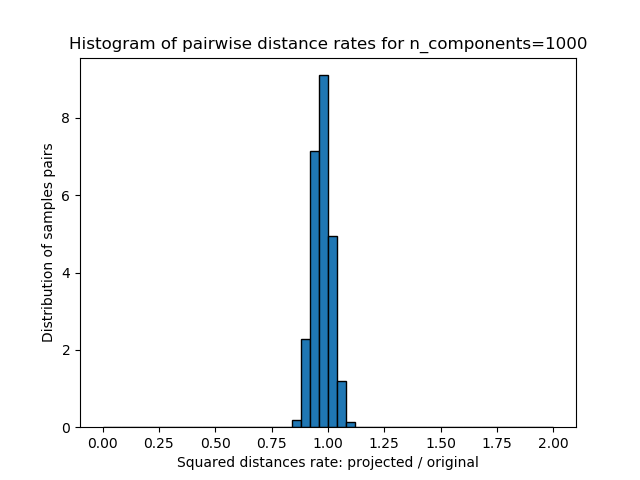 Histogram of pairwise distance rates for n_components=1000
Distribution of samples pairs
8
6
4
2
0
0.00 0.25 0.50 0.75 1.00 1.25 1.50 1.75 2.00
Squared distances rate: projected / original